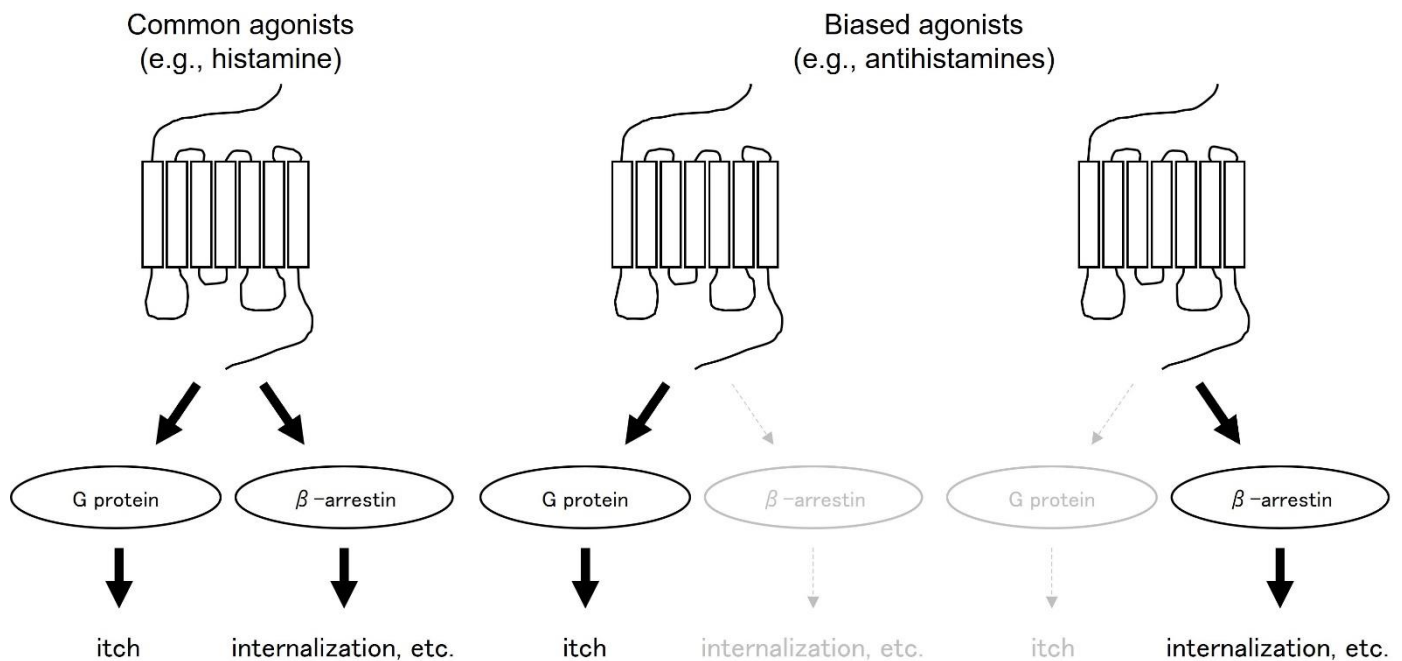 Common agonists
(e.g., histamine)
Biased agonists
(e.g., antihistamines)
G protein
β-arrestin
G protein
β-arrestin
G protein
β-arrestin
itch
internalization, etc.
itch
internalization, etc.
itch
internalization, etc.